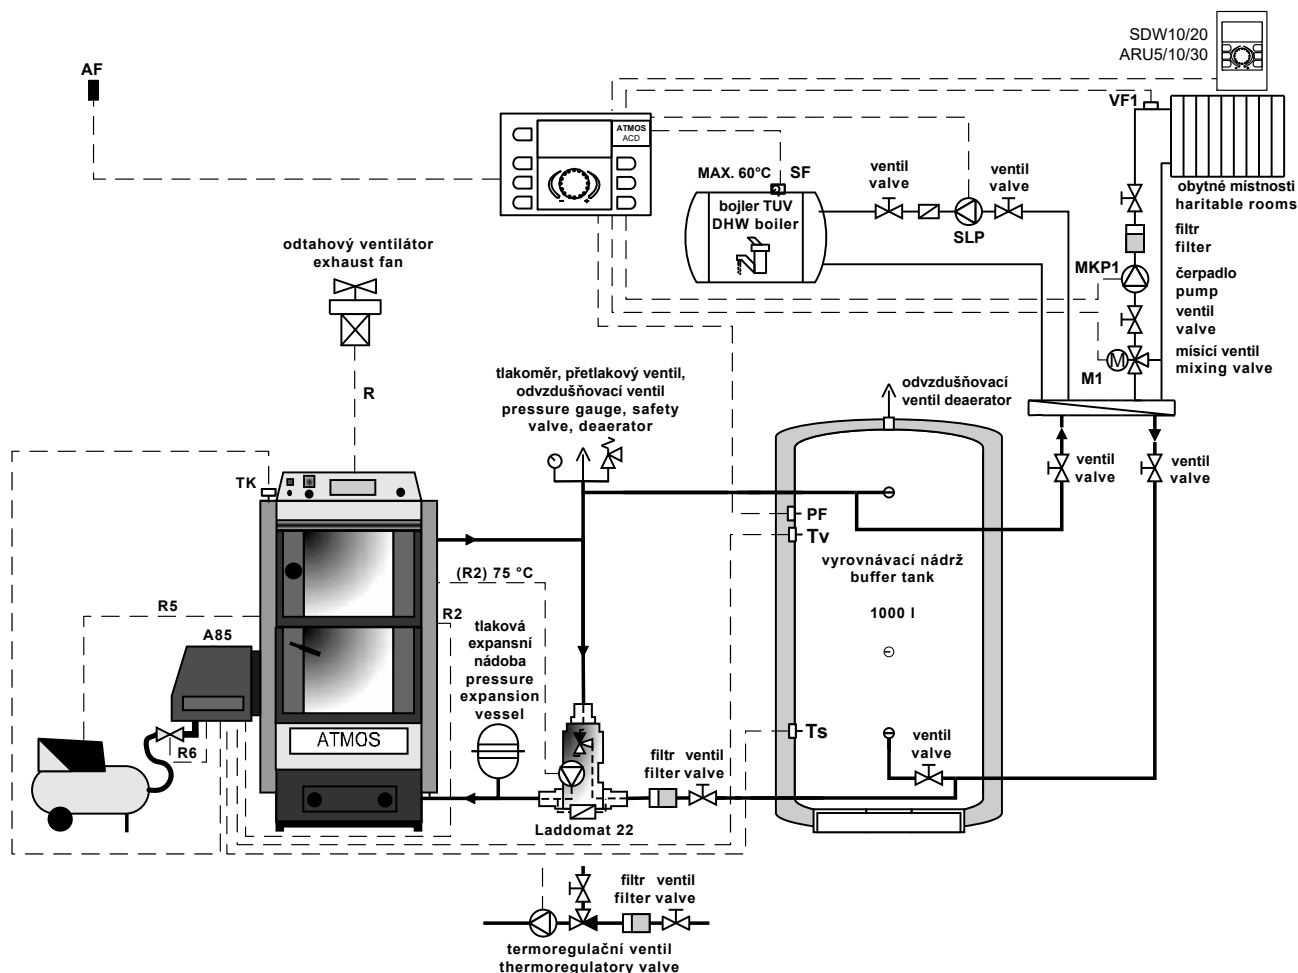 SDW10/20
ARU5/10/30
AF
VF1
ATMOS
ACD
MAX. 60°C
SF
ventil
valve
ventil
valve
bojler TUV
DHW boiler
SLP
obytné místnosti
haritable rooms
filtr
filter
MKP1
čerpadlo
pump
ventil
valve
mísící ventil
mixing valve
M
M1
odtahový ventilátor
exhaust fan
R
tlakoměr, přetlakový ventil,
odvzdušňovací ventil
pressure gauge, safety
valve, deaerator
odvzdušňovací
ventil deaerator
ventil
valve
ventil
valve
TK
PF
Tv
vyrovnávací nádrž
buffer tank
1000 l
(R2) 75 °C
R5
R2
A85
tlaková
expansní
nádoba
pressure
expansion
vessel
Ts
ventil
valve
ATMOS
R6
filtr ventil
filter valve
Laddomat 22
filtr ventil
filter valve
termoregulační ventil
thermoregulatory valve